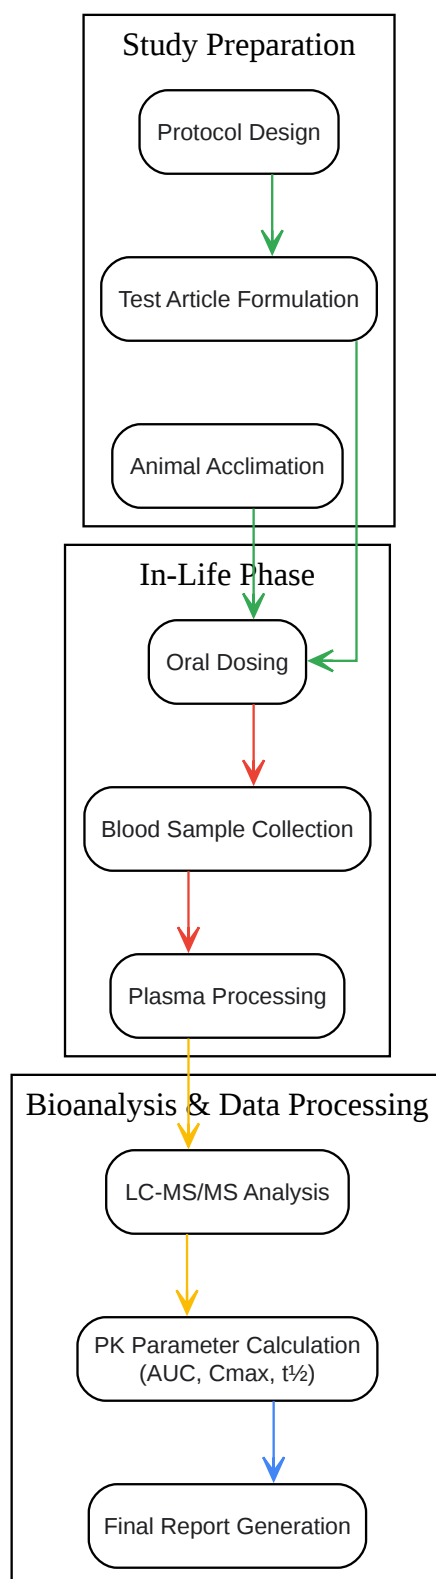 Study Preparation
Protocol Design
Test Article Formulation
Animal Acclimation
In-Life Phase
Oral Dosing
Blood Sample Collection
Plasma Processing
Bioanalysis & Data Processing
LC-MS/MS Analysis
PK Parameter Calculation
(AUC, Cmax, t½)
Final Report Generation